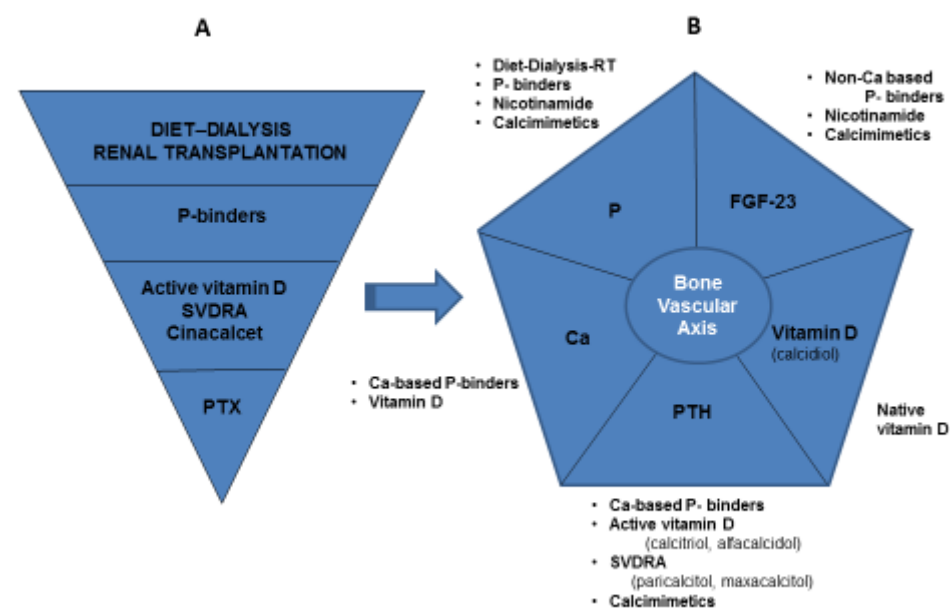 A
DIET–DIALYSIS
RENAL TRANSPLANTATION
P-binders
Active vitamin D
SVDRA
Cinacalcet
PTX
B
• Diet-Dialysis-RT
• P- binders
• Nicotinamide
• Calcimimetics
• Non-Ca based
P- binders
• Nicotinamide
• Calcimimetics
P
FGF-23
Bone
Vascular
Axis
Ca
Vitamin D
(calcidiol)
PTH
• Ca-based P-binders
• Vitamin D
Native
vitamin D
• Ca-based P- binders
• Active vitamin D
(calcitriol, alfacalcidol)
• SVDRA
(paricalcitol, maxacalcitol)
• Calcimimetics